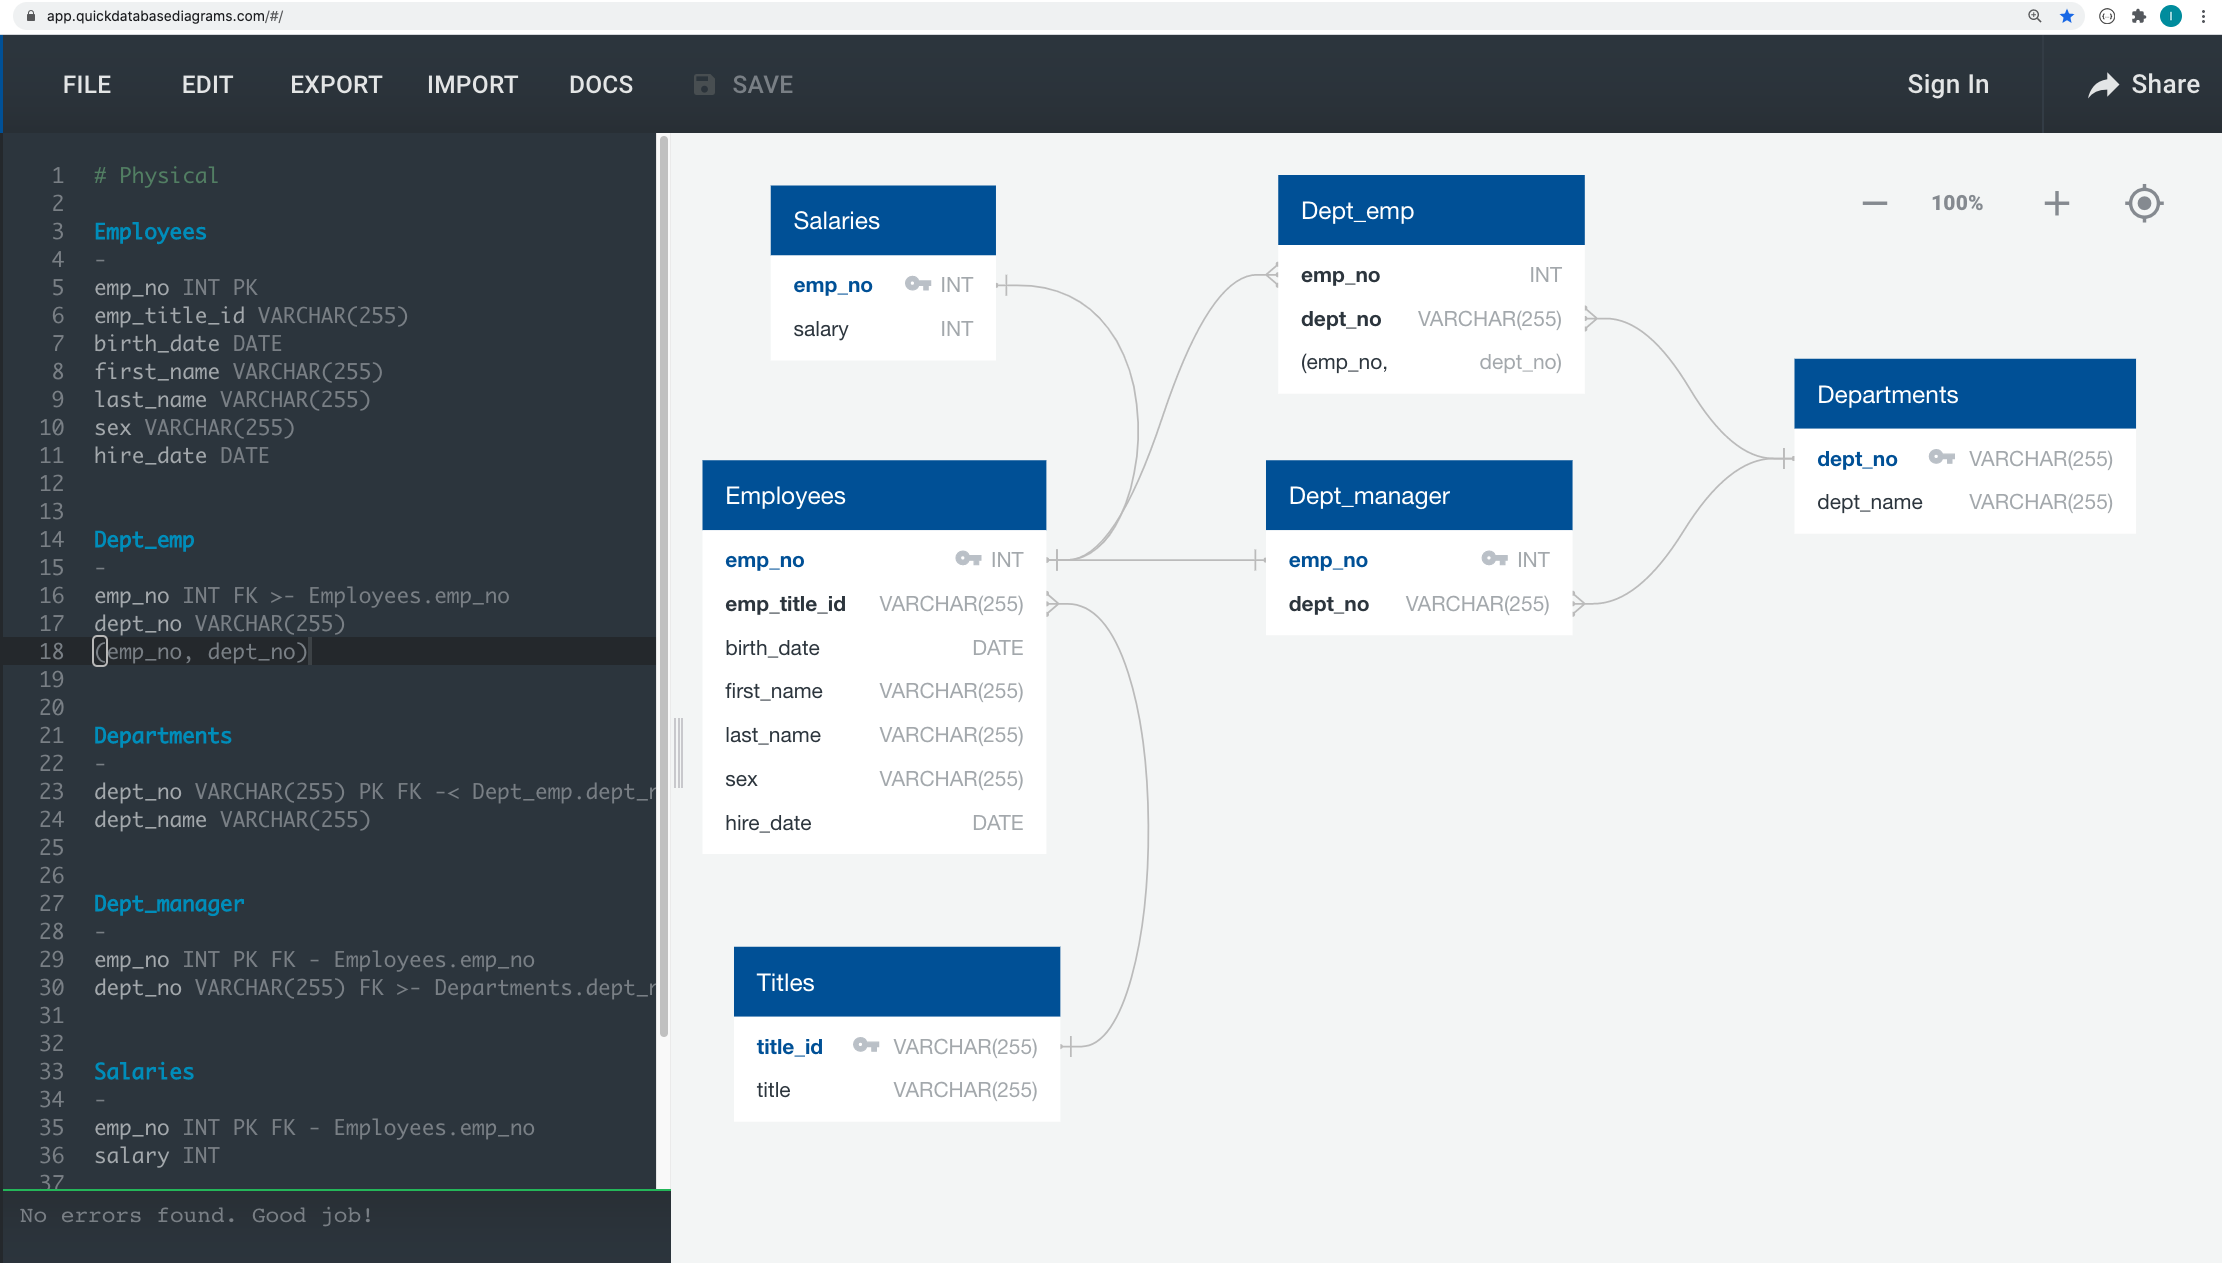 app.quickdatabasediagrams.com/#/
FILE EDIT EXPORT IMPORT DOCS SAVE Sign In Share
1 # Physical
2
3 Employees
4 -
5 emp_no INT PK
6 emp_title_id VARCHAR(255)
7 birth_date DATE
8 first_name VARCHAR(255)
9 last_name VARCHAR(255)
10 sex VARCHAR(255)
11 hire_date DATE
12
13
14 Dept_emp
15 -
16 emp_no INT FK >- Employees.emp_no
17 dept_no VARCHAR(255)
18 (emp_no, dept_no)
19
20
21 Departments
22 -
23 dept_no VARCHAR(255) PK FK -< Dept_emp.dept_n
24 dept_name VARCHAR(255)
25
26
27 Dept_manager
28 -
29 emp_no INT PK FK - Employees.emp_no
30 dept_no VARCHAR(255) FK >- Departments.dept_n
31
32
33 Salaries
34 -
35 emp_no INT PK FK - Employees.emp_no
36 salary INT
37
No errors found. Good job!
100%
Salaries
emp_no INT
salary INT
Dept_emp
emp_no INT
dept_no VARCHAR(255)
(emp_no, dept_no)
Departments
dept_no VARCHAR(255)
dept_name VARCHAR(255)
Employees
emp_no INT
emp_title_id VARCHAR(255)
birth_date DATE
first_name VARCHAR(255)
last_name VARCHAR(255)
sex VARCHAR(255)
hire_date DATE
Dept_manager
emp_no INT
dept_no VARCHAR(255)
Titles
title_id VARCHAR(255)
title VARCHAR(255)